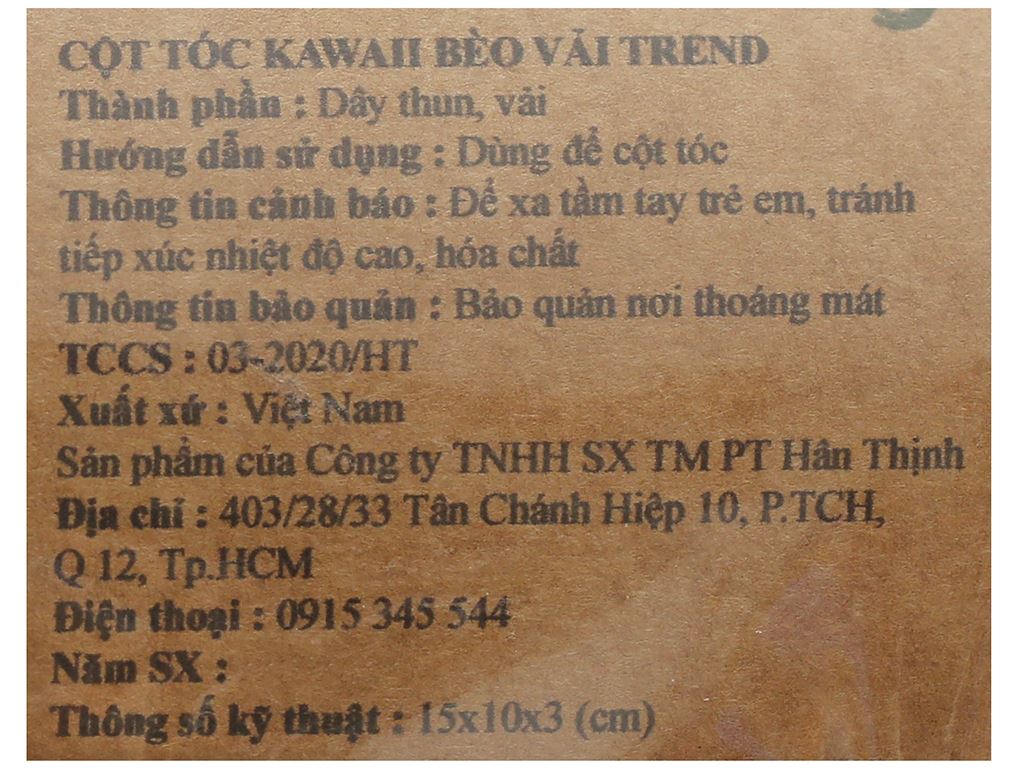 CỘT TÓC KAWAII BÈO VẢI TREND
Thành phần : Dây thun, vải
Hướng dẫn sử dụng : Dùng để cột tóc
Thông tin cảnh báo : Để xa tầm tay trẻ em, tránh
tiếp xúc nhiệt độ cao, hóa chất
Thông tin bảo quản : Bảo quản nơi thoáng mát
TCCS : 03-2020/HT
Xuất xứ : Việt Nam
Sản phẩm của Công ty TNHH SX TM PT Hân Thịnh
Địa chỉ : 403/28/33 Tân Chánh Hiệp 10, P.TCH,
Q 12, Tp.HCM
Điện thoại : 0915 345 544
Năm SX :
Thông số kỹ thuật : 15x10x3 (cm)